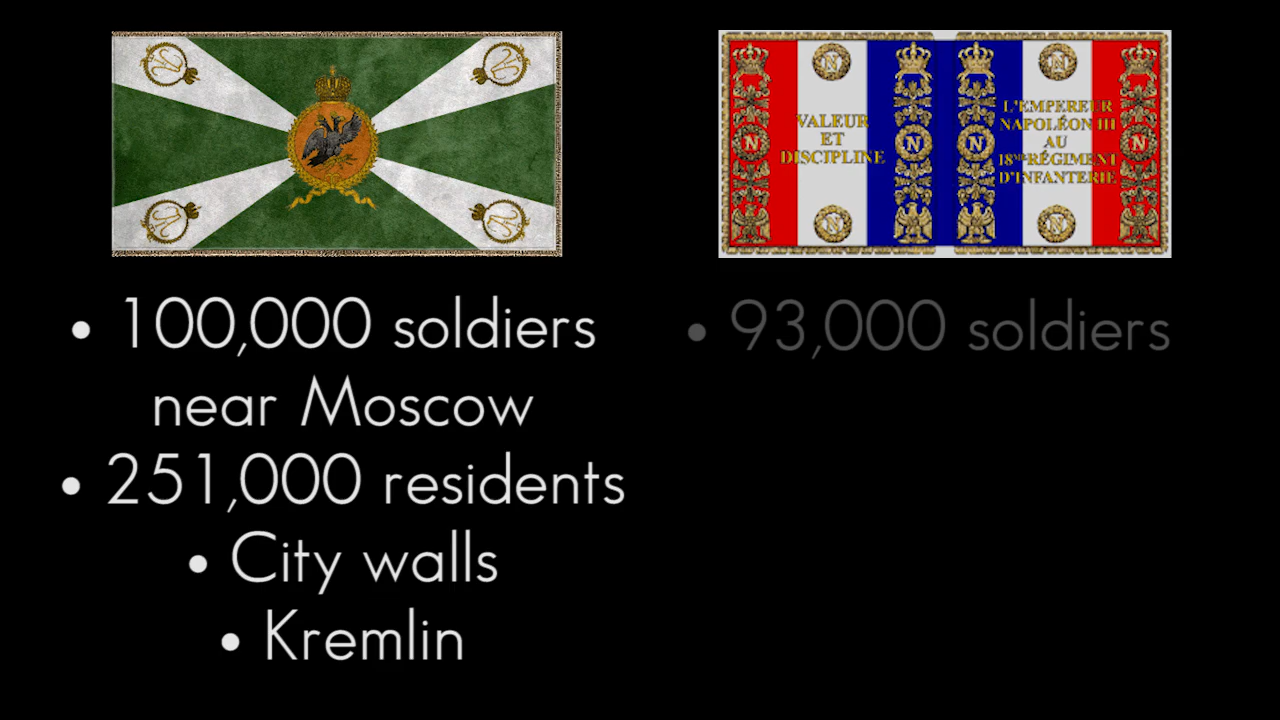 VALEUR
ET
DISCIPLINE
L'EMPEREUR
NAPOLÉON III
AU
18ME RÉGIMENT
D'INFANTERIE
N
N
N
N
N
N
N
N
• 100,000 soldiers
near Moscow
• 251,000 residents
• City walls
• Kremlin
• 93,000 soldiers